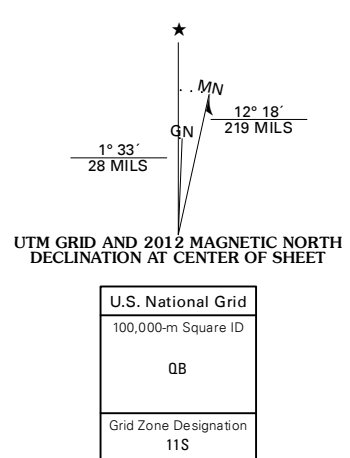 ★
MN
GN
12° 18´
219 MILS
1° 33´
28 MILS
UTM GRID AND 2012 MAGNETIC NORTH
DECLINATION AT CENTER OF SHEET
U.S. National Grid
100,000-m Square ID
QB
Grid Zone Designation
11S